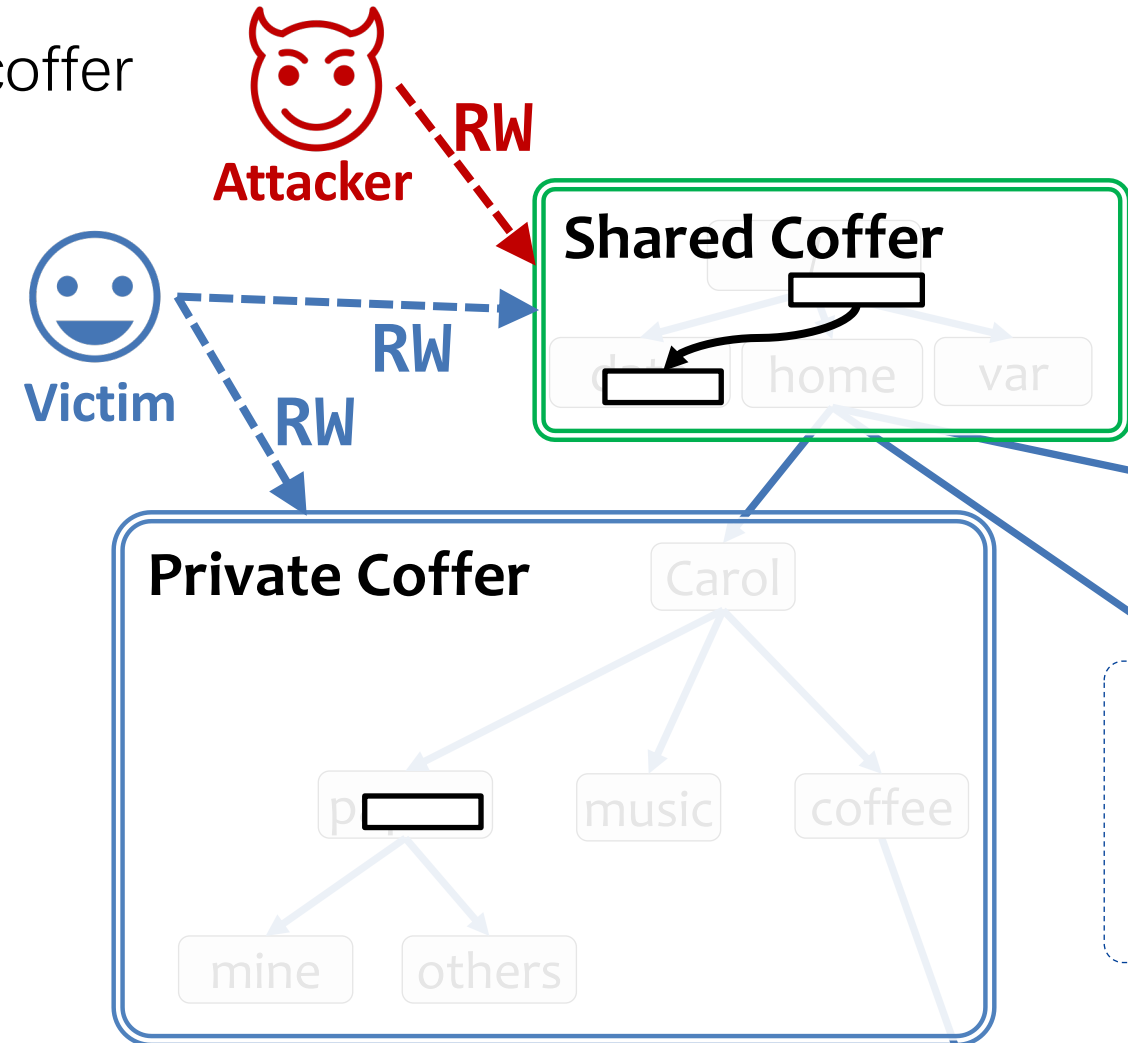 coffer
RW
Attacker
Shared Coffer
RW
home
var
Victim
RW
Private Coffer
Carol
music
coffee
mine
others